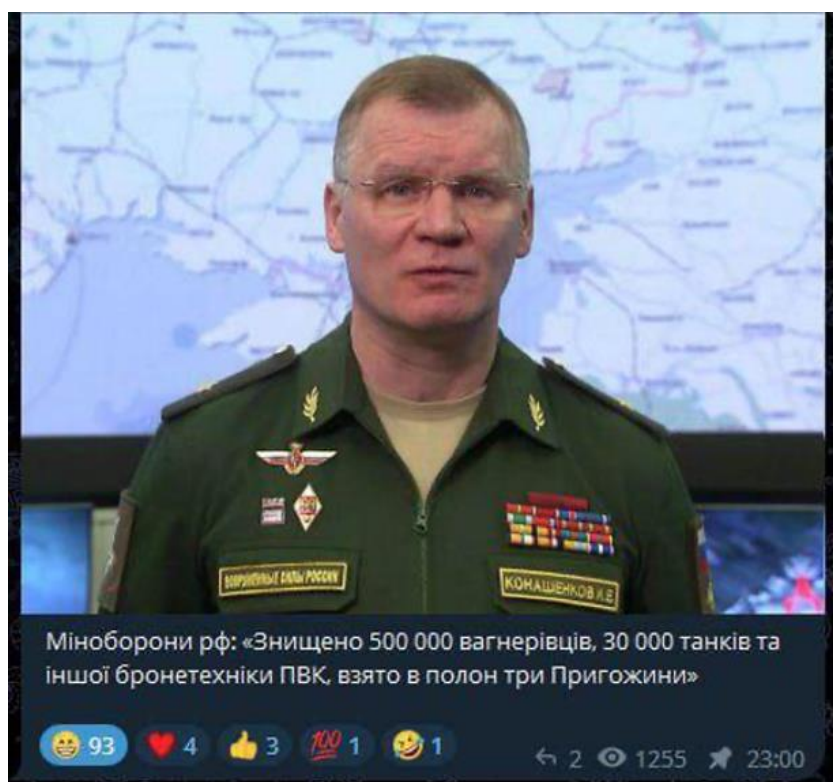 ВООРУЖЕННЫЕ СИЛЫ РОССИИ
КОНАШЕНКОВ И.Е.
Міноборони рф: «Знищено 500 000 вагнерівців, 30 000 танків та
іншої бронетехніки ПВК, взято в полон три Пригожини»
93 4 3 1 1
2 1255 23:00